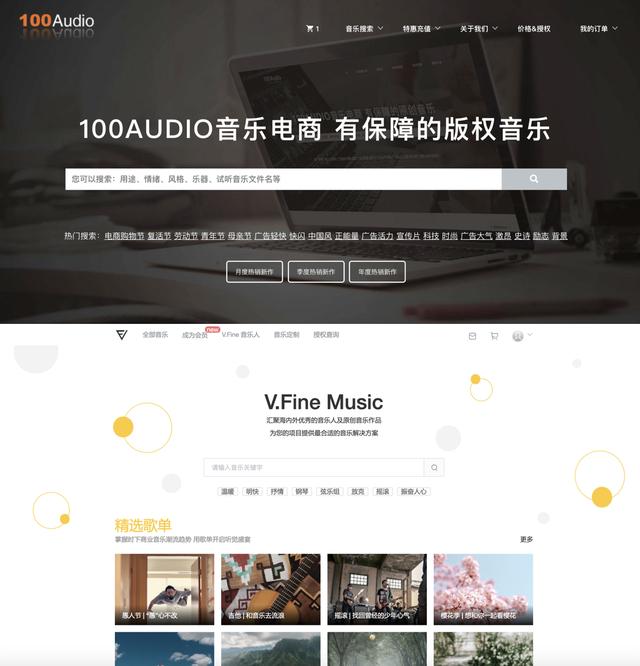 100Audio
1 音乐搜索 特惠充值 关于我们 价格&授权 我的订单
100AUDIO音乐电商 有保障的版权音乐
您可以搜索：用途、情绪、风格、乐器、试听音乐文件名等
热门搜索：电商购物节 复活节 劳动节 青年节 母亲节 广告轻快 快闪 中国风 正能量 广告活力 宣传片 科技 时尚 广告大气 激昂 史诗 励志 背景
月度热销新作 季度热销新作 年度热销新作
全部音乐 成为会员 new V.Fine 音乐人 音乐定制 授权查询
V.Fine Music
汇聚海内外优秀的音乐人及原创音乐作品
为您的项目提供最合适的音乐解决方案
请输入音乐关键字
温暖 明快 抒情 钢琴 弦乐组 放克 摇滚 振奋人心
精选歌单
掌握时下商业音乐潮流趋势 用歌单开启听觉盛宴 更多
愚人节 | “愚”心不改 吉他 | 和音乐去流浪 摇滚 | 找回曾经的少年心气 樱花季 | 想和你一起看樱花